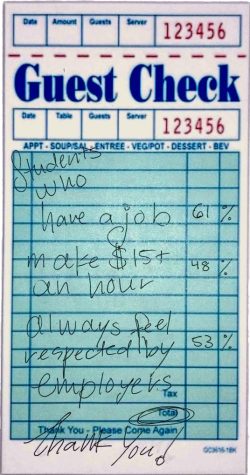 Date Amount Guests Server 123456
Guest Check
Date Table Guests Server 123456
APPT - SOUP/SAL - ENTREE - VEG/POT - DESSERT - BEV
Students
who
have a job 61 %
make $15+ 48 %
an hour
always feel
respected by 53 %
employers
Tax
Total
Thank You - Please Come Again
Thank you!
GC3616-1BK